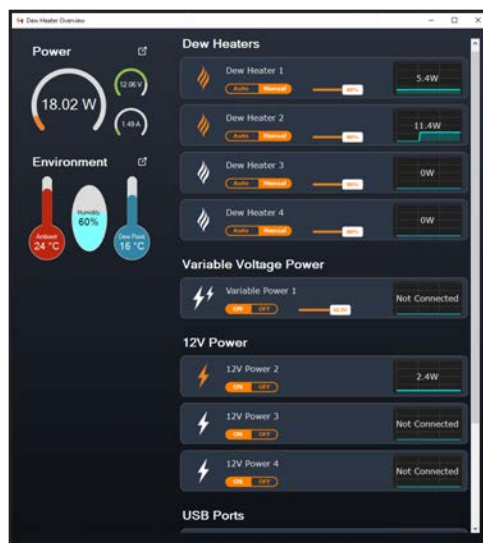 Dew Heater Overview
Power
12.06 V
18.02 W
1.49 A
Environment
Ambient
24 °C
Humidity
60%
Dew Point
16 °C
Dew Heaters
Dew Heater 1
Auto Manual
5.4W
Dew Heater 2
Auto Manual
11.4W
Dew Heater 3
Auto Manual
0W
Dew Heater 4
Auto Manual
0W
Variable Voltage Power
Variable Power 1
ON OFF
Not Connected
12V Power
12V Power 2
ON OFF
2.4W
12V Power 3
ON OFF
Not Connected
12V Power 4
ON OFF
Not Connected
USB Ports